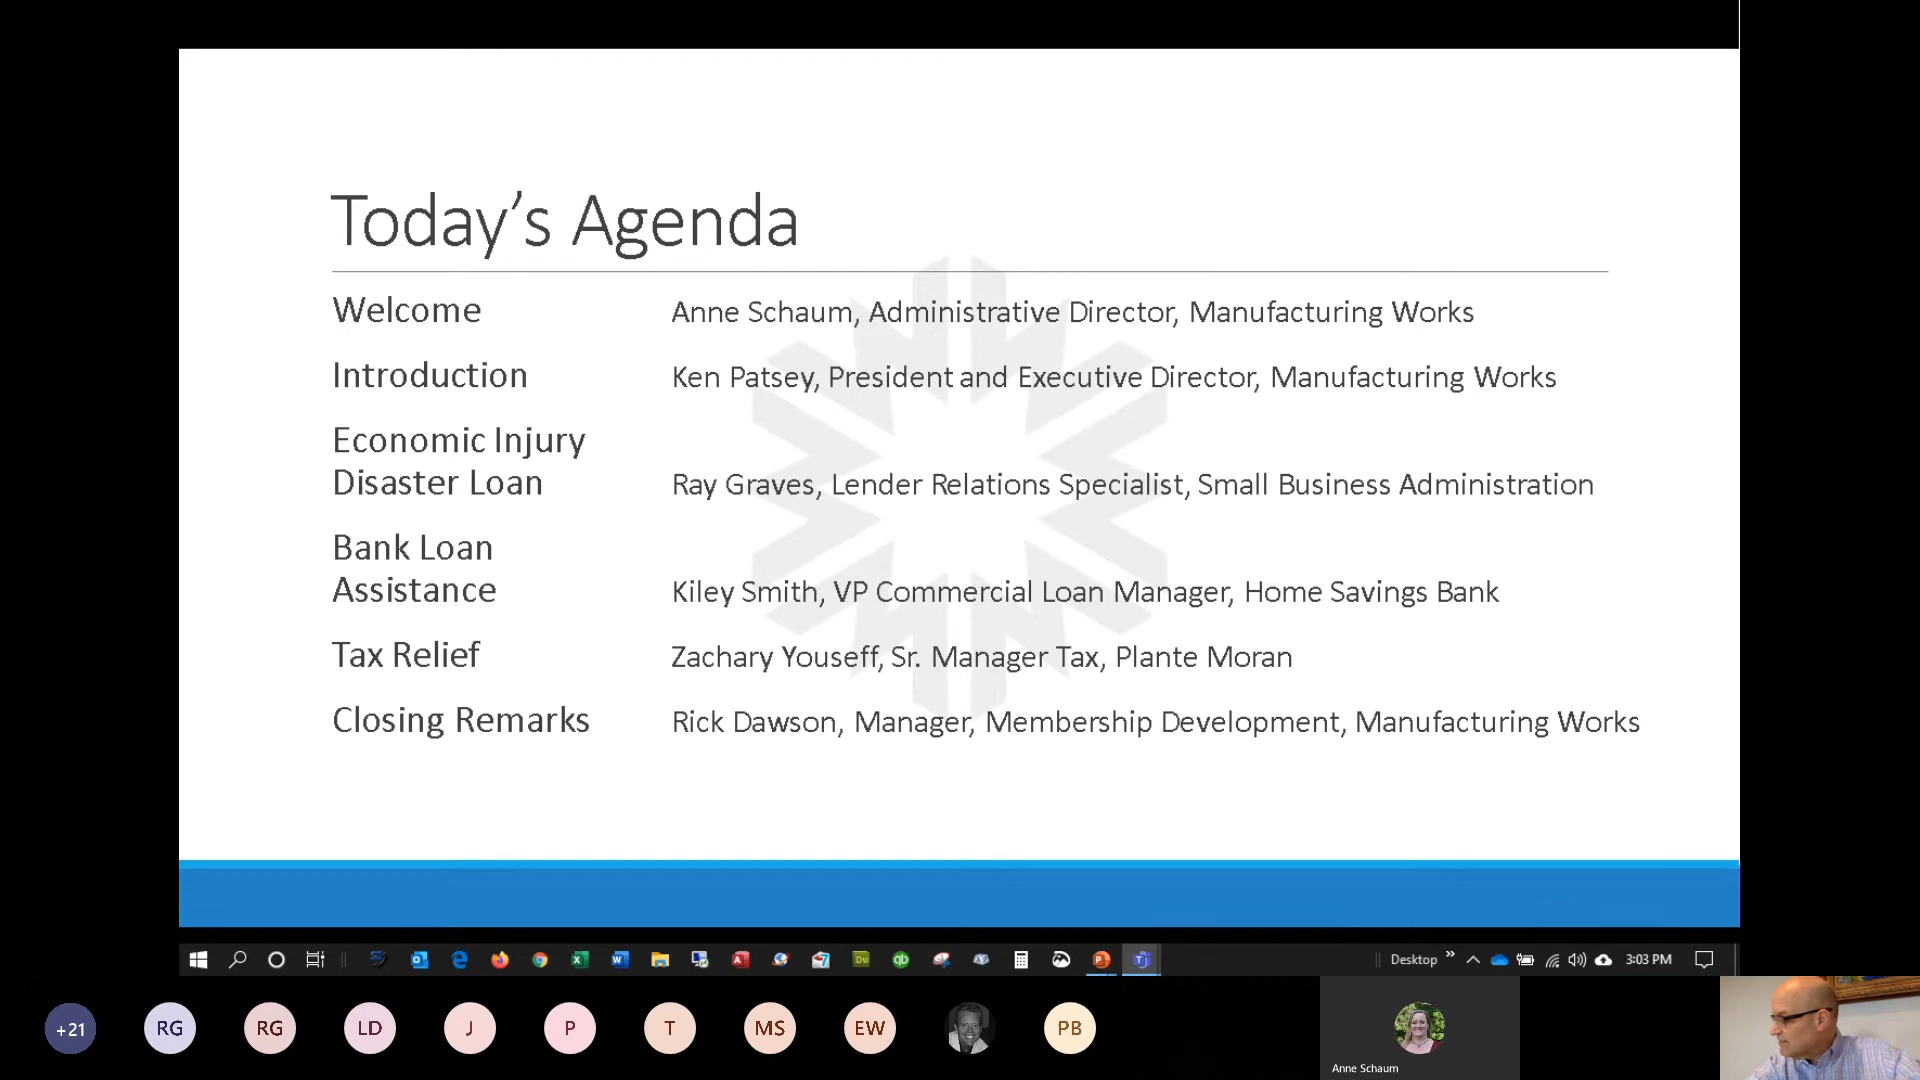 Today's Agenda
Welcome Anne Schaum, Administrative Director, Manufacturing Works
Introduction Ken Patsey, President and Executive Director, Manufacturing Works
Economic Injury
Disaster Loan Ray Graves, Lender Relations Specialist, Small Business Administration
Bank Loan
Assistance Kiley Smith, VP Commercial Loan Manager, Home Savings Bank
Tax Relief Zachary Youseff, Sr. Manager Tax, Plante Moran
Closing Remarks Rick Dawson, Manager, Membership Development, Manufacturing Works
Desktop 3:03 PM
+21 RG RG LD J P T MS EW PB
Anne Schaum